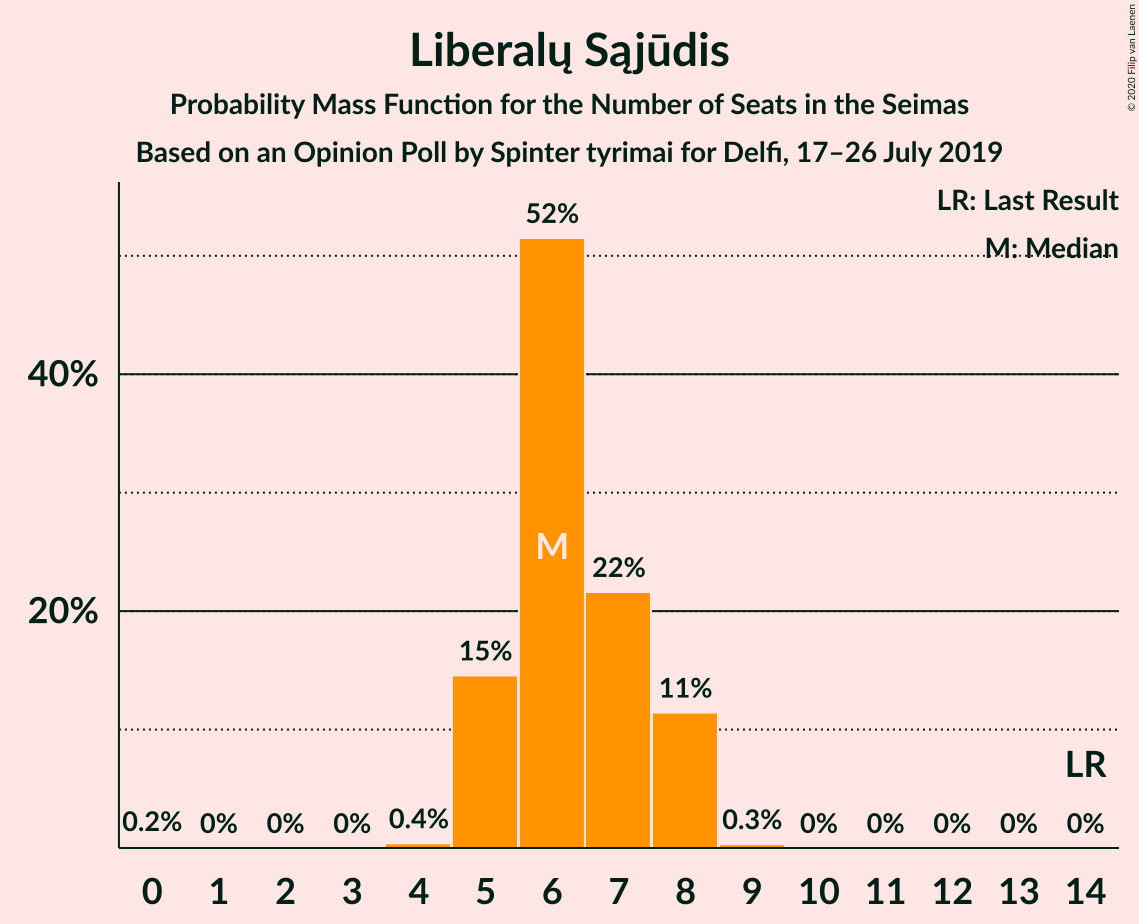 Liberalų Sąjūdis
Probability Mass Function for the Number of Seats in the Seimas
Based on an Opinion Poll by Spinter tyrimai for Delfi, 17–26 July 2019
© 2020 Filip van Laenen
LR: Last Result
M: Median
52%
40%
M
22%
20%
15%
11%
LR
0.2% 0% 0% 0% 0.4% 0.3% 0% 0% 0% 0% 0%
0 1 2 3 4 5 6 7 8 9 10 11 12 13 14